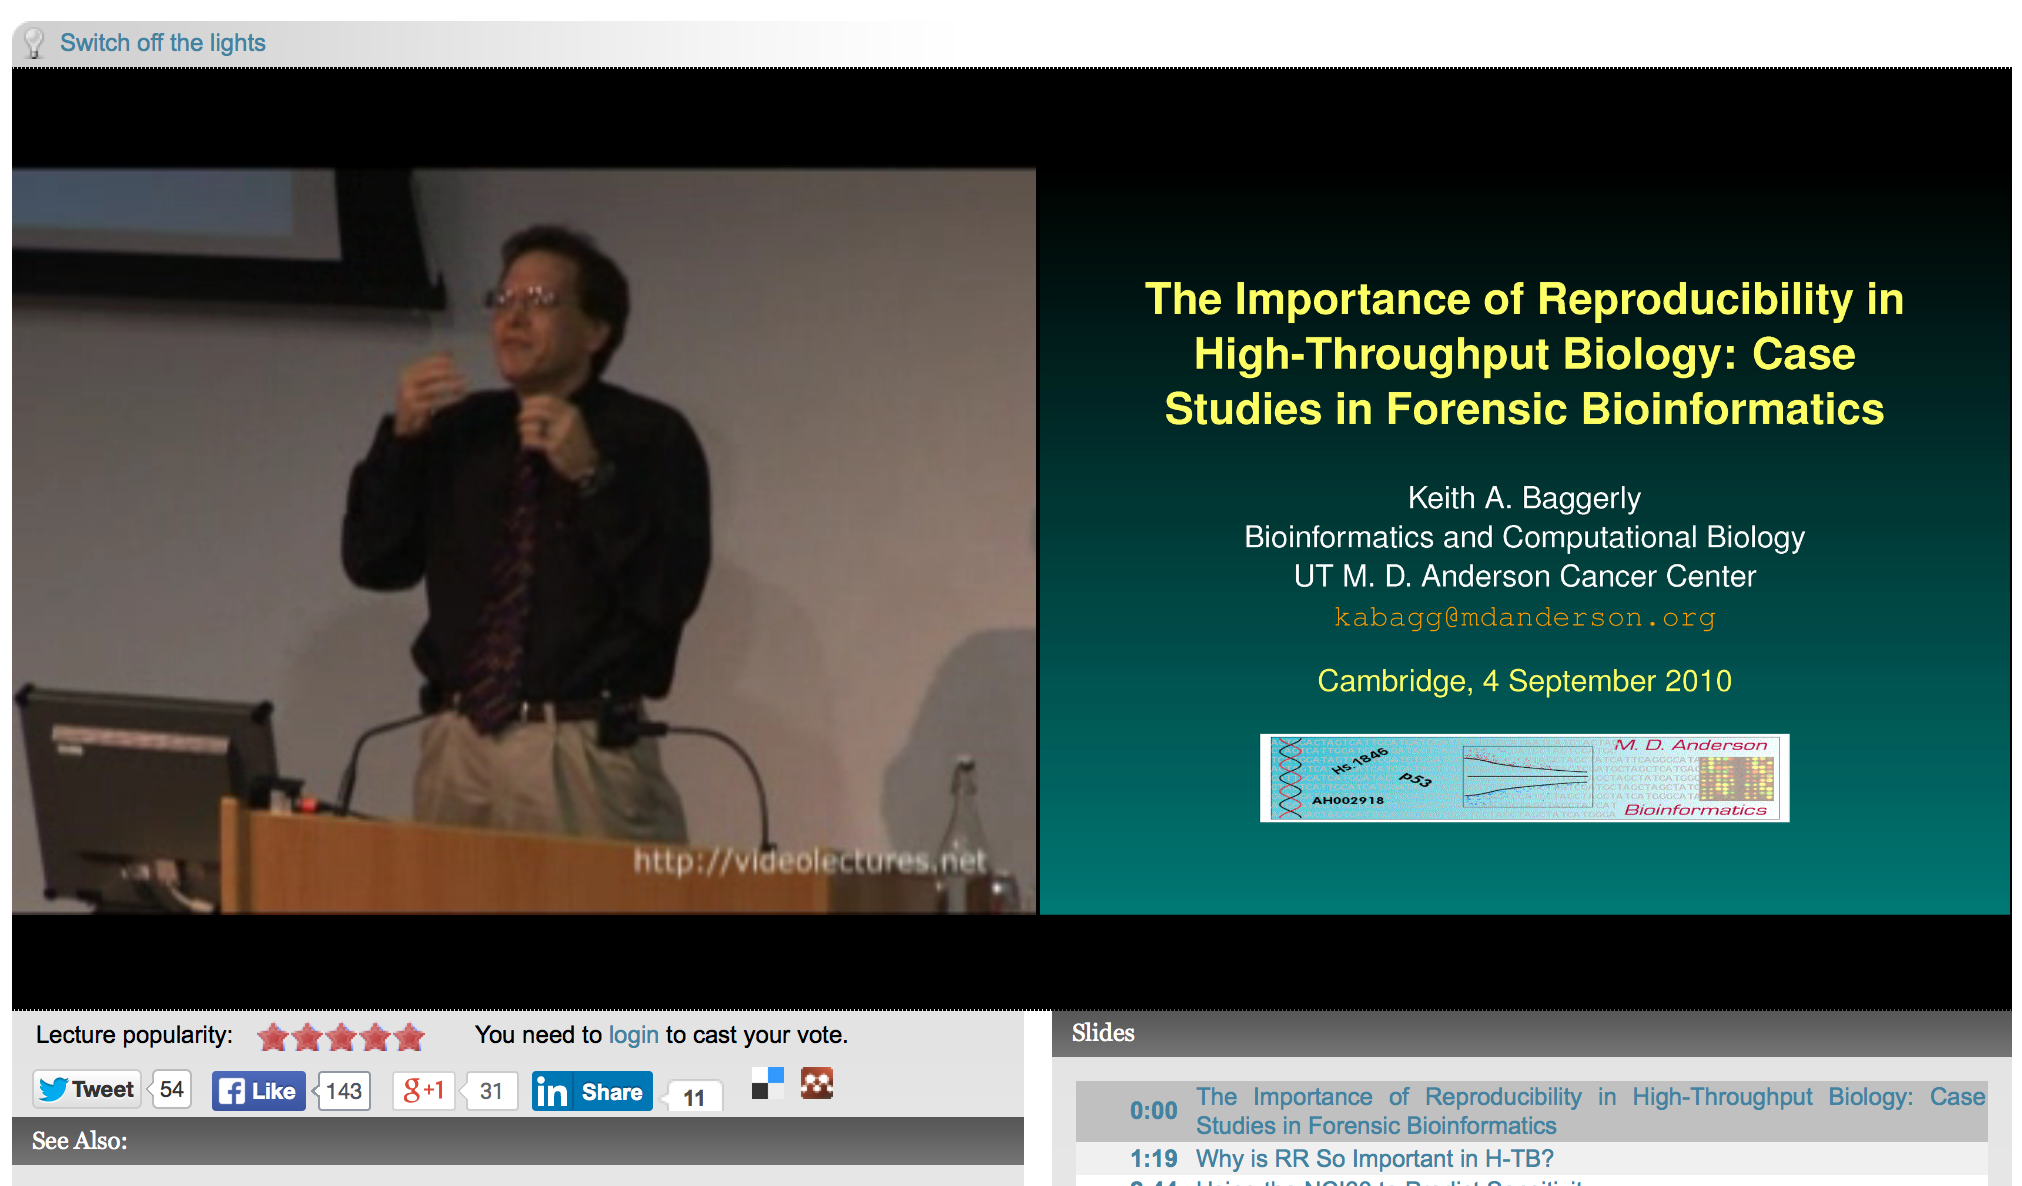 Switch off the lights
The Importance of Reproducibility in
High-Throughput Biology: Case
Studies in Forensic Bioinformatics
Keith A. Baggerly
Bioinformatics and Computational Biology
UT M. D. Anderson Cancer Center
kabagg@mdanderson.org
Cambridge, 4 September 2010
M. D. Anderson
Hs.1846
p53
AH002918
Bioinformatics
http://videolectures.net
Lecture popularity:
You need to login to cast your vote.
Tweet 54
Like 143
g+1 31
in Share 11
See Also:
Slides
0:00 The Importance of Reproducibility in High-Throughput Biology: Case
Studies in Forensic Bioinformatics
1:19 Why is RR So Important in H-TB?